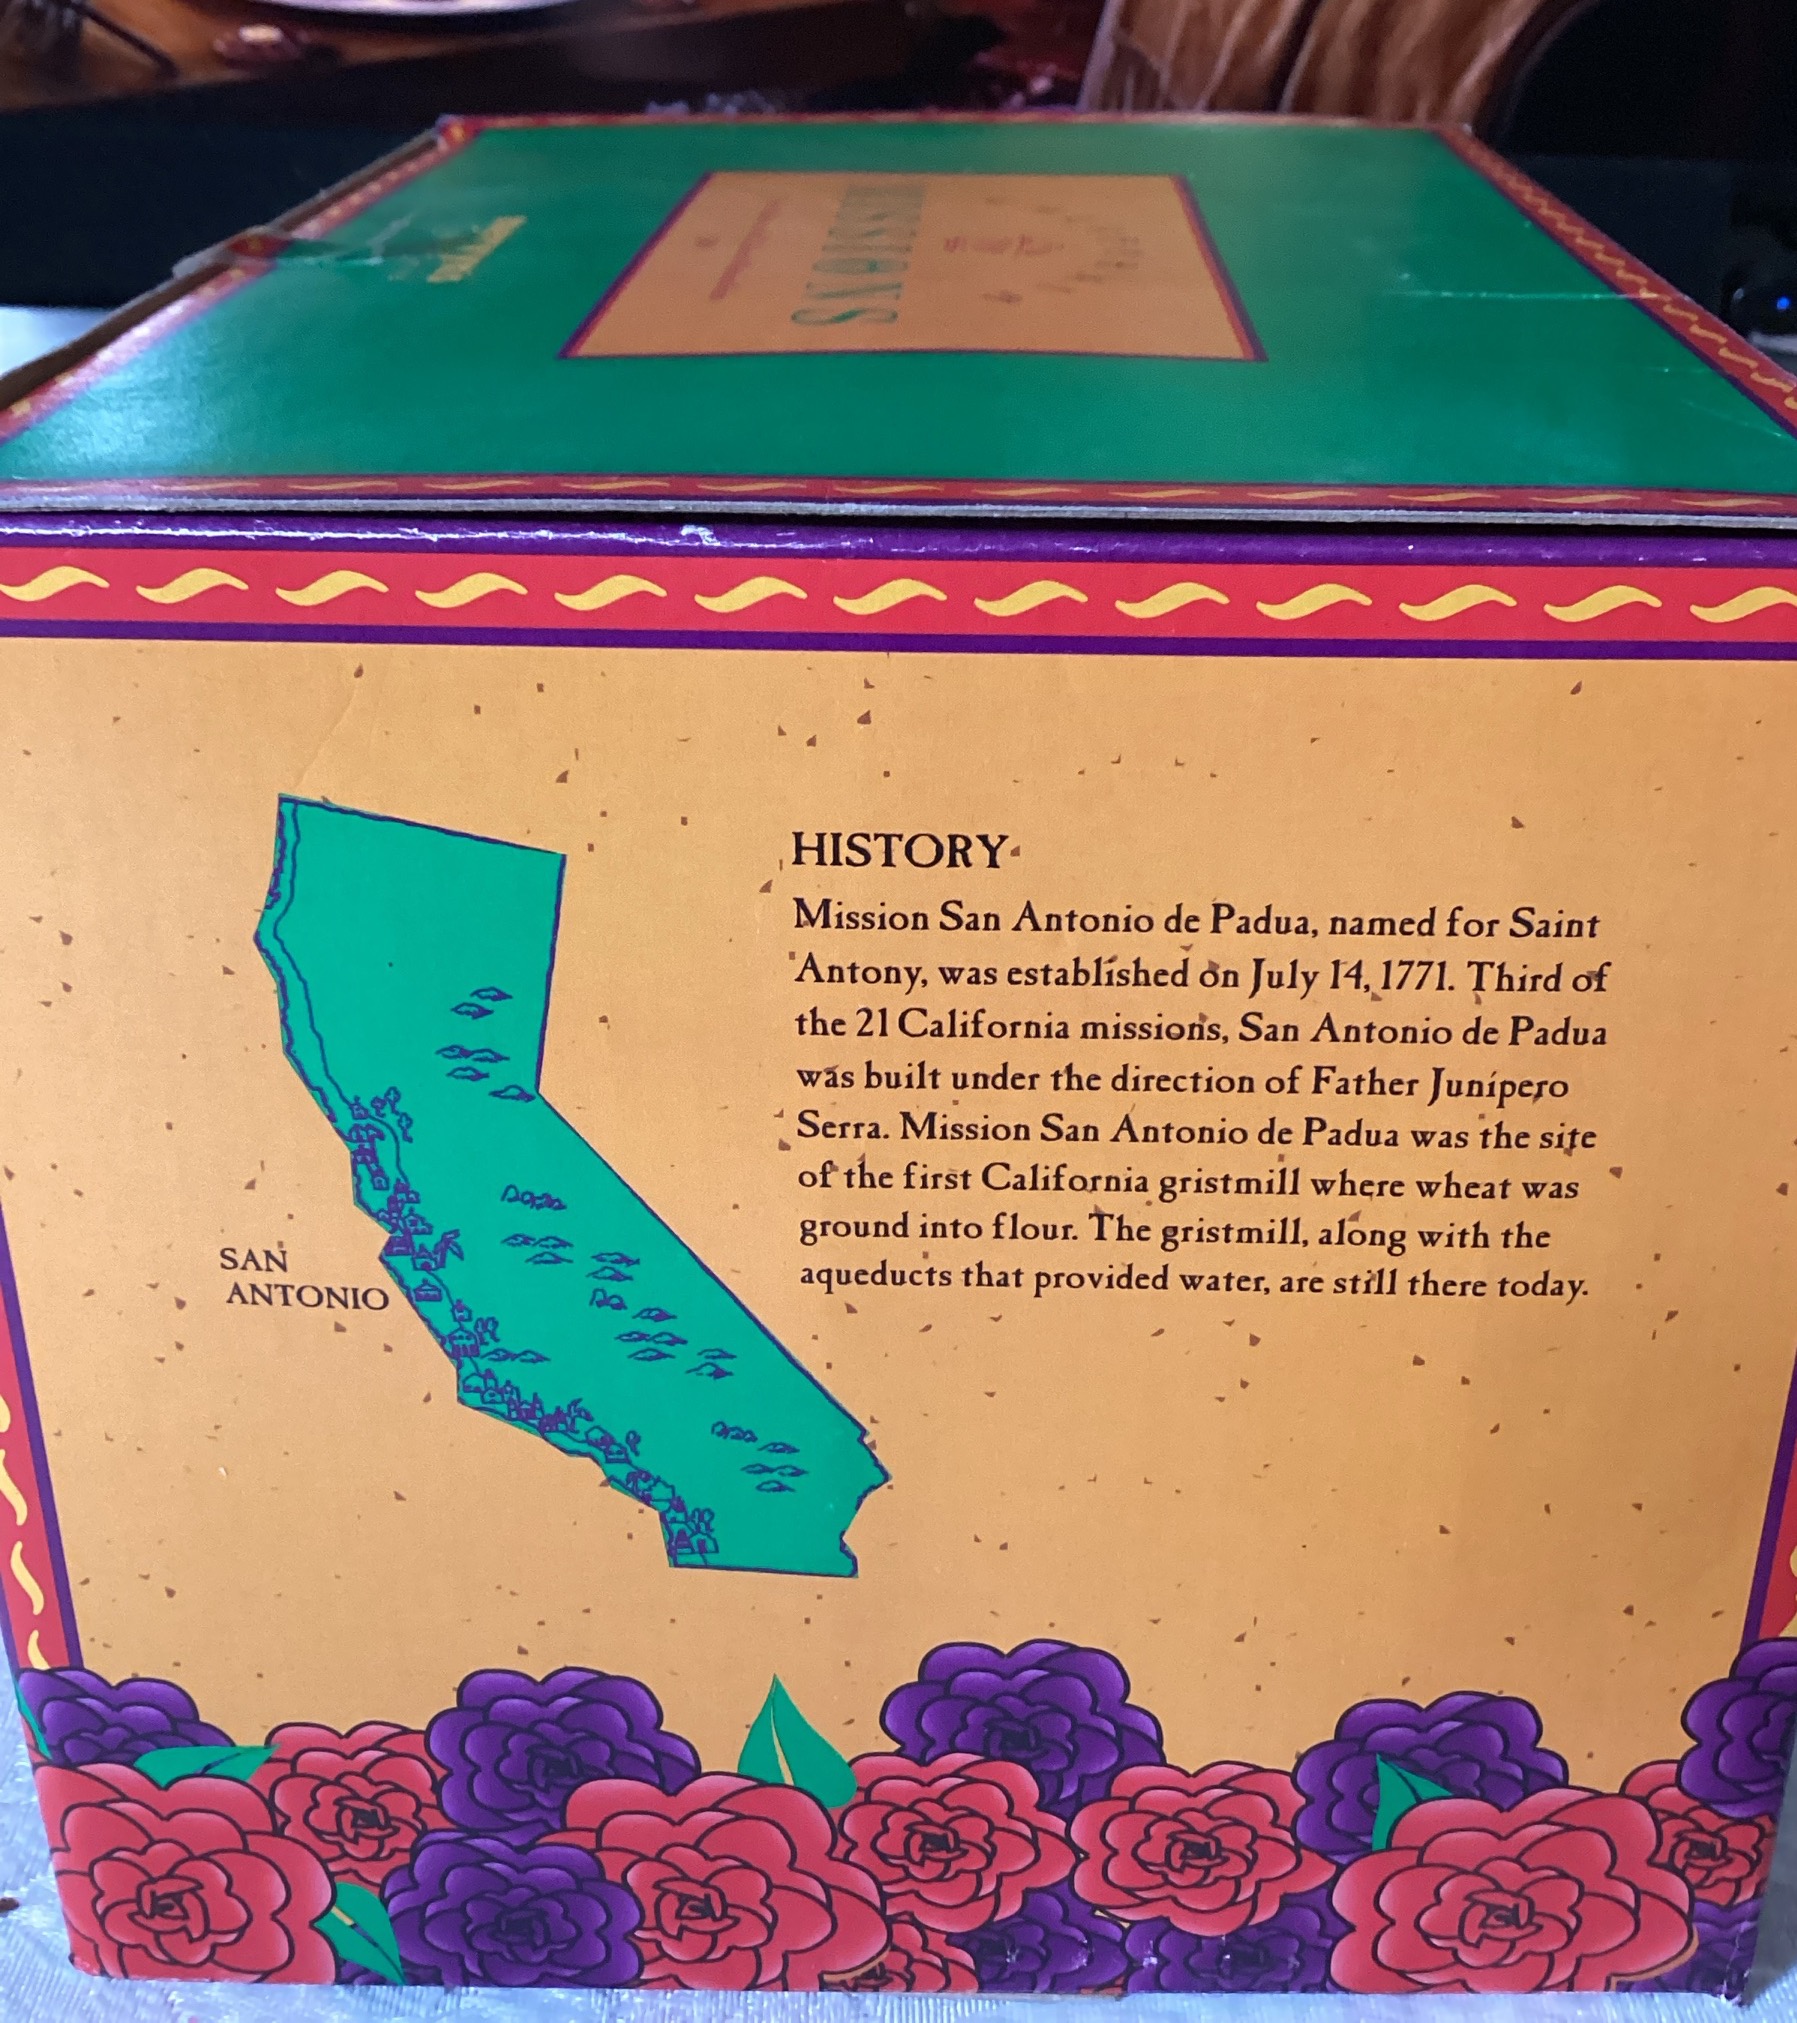 MISSIONS
HISTORY
Mission San Antonio de Padua, named for Saint
Antony, was established on July 14, 1771. Third of
the 21 California missions, San Antonio de Padua
was built under the direction of Father Junípero
Serra. Mission San Antonio de Padua was the site
of the first California gristmill where wheat was
ground into flour. The gristmill, along with the
aqueducts that provided water, are still there today.
SAN
ANTONIO